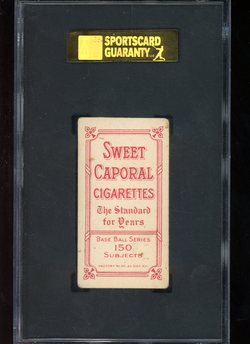 SPORTSCARD
GUARANTY
SWEET
CAPORAL
CIGARETTES
The Standard
for Years
BASE BALL SERIES
150
SUBJECTS